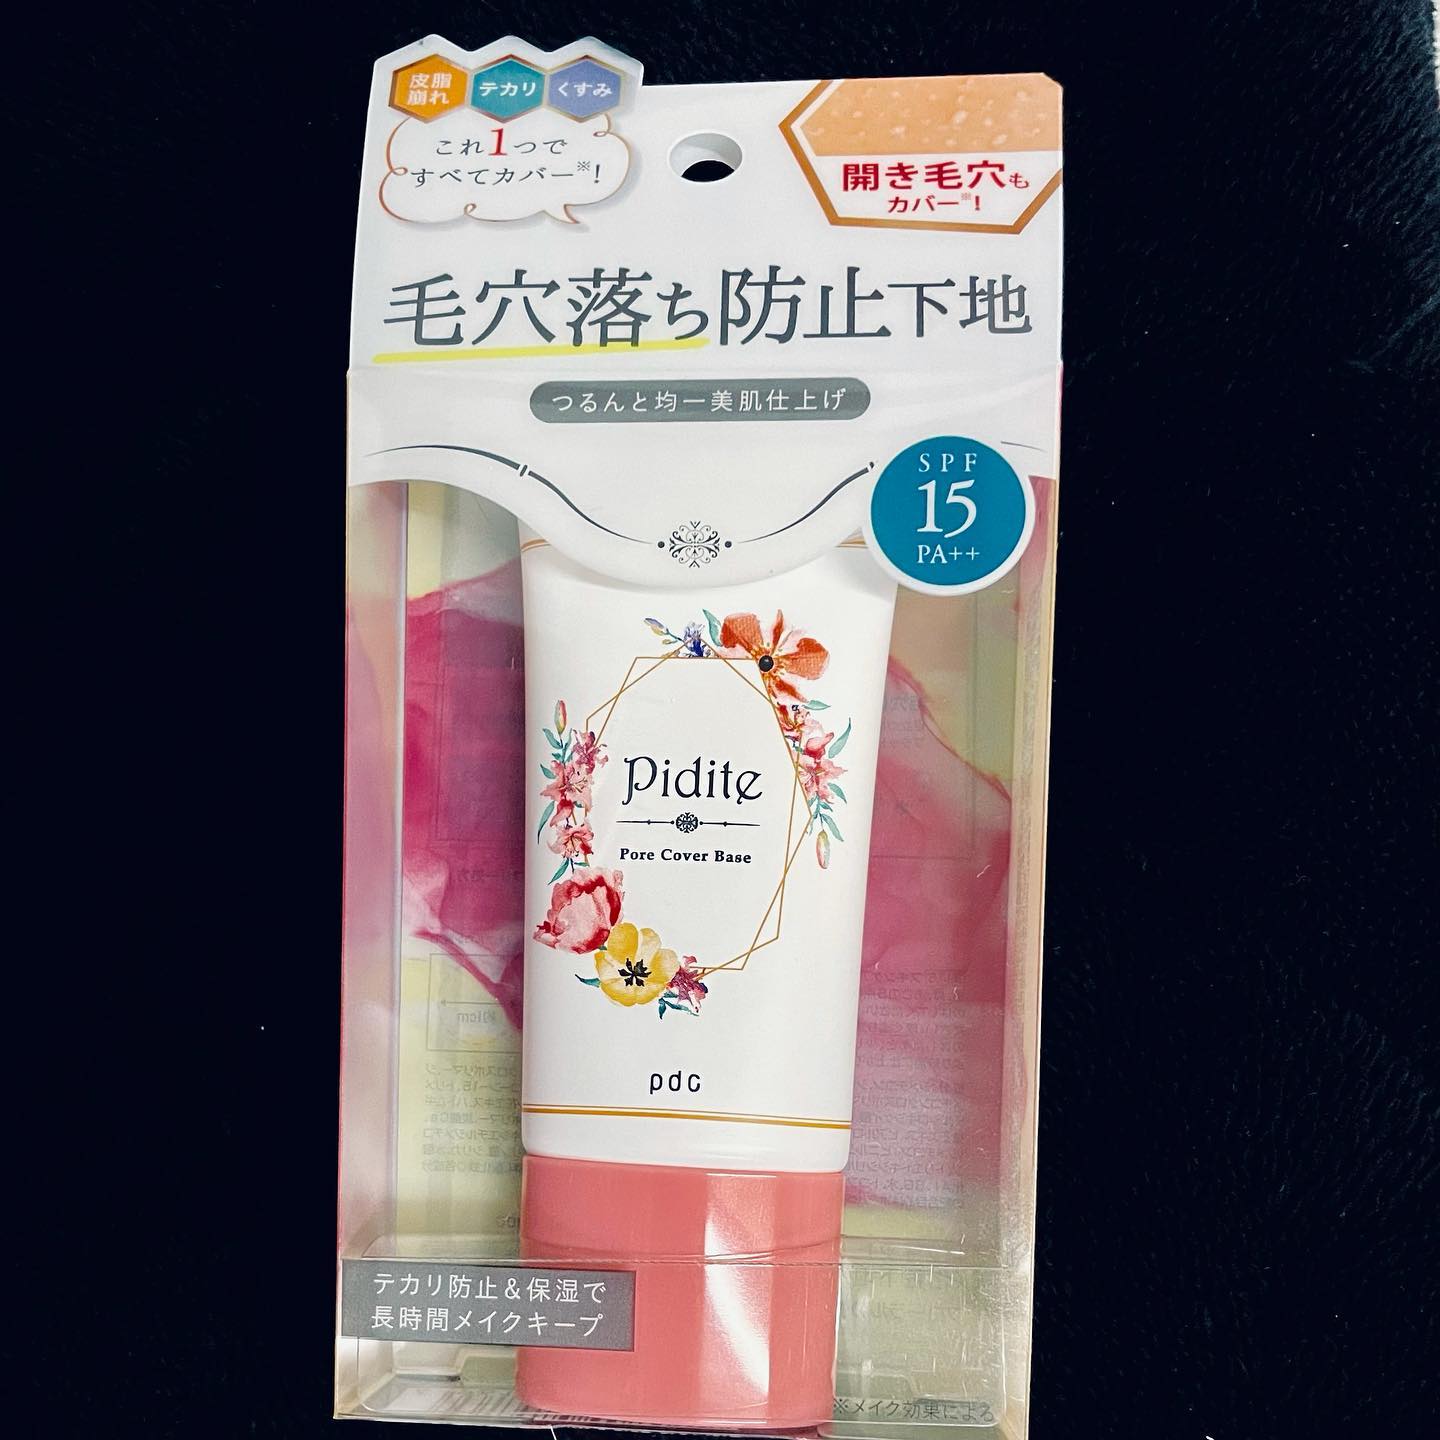 皮脂
崩れ
テカリ
くすみ
これ1つで
すべてカバー※!
開き毛穴も
カバー※!
毛穴落ち防止下地
つるんと均一美肌仕上げ
SPF
15
PA++
Pidite
Pore Cover Base
pdc
テカリ防止&保湿で
長時間メイクキープ
※メイク効果による